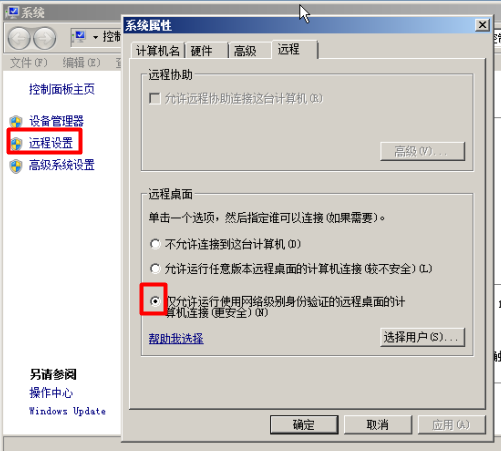 系统
控制
文件(F) 编辑(E)
控制面板主页
设备管理器
远程设置
高级系统设置
另请参阅
操作中心
Windows Update
系统属性
计算机名 硬件 高级 远程
远程协助
允许远程协助连接这台计算机(R)
高级(V)...
远程桌面
单击一个选项，然后指定谁可以连接(如果需要)。
不允许连接到这台计算机(D)
允许运行任意版本远程桌面的计算机连接(较不安全)(L)
仅允许运行使用网络级别身份验证的远程桌面的计
算机连接(更安全)(N)
帮助我选择
选择用户(S)...
确定 取消 应用(A)